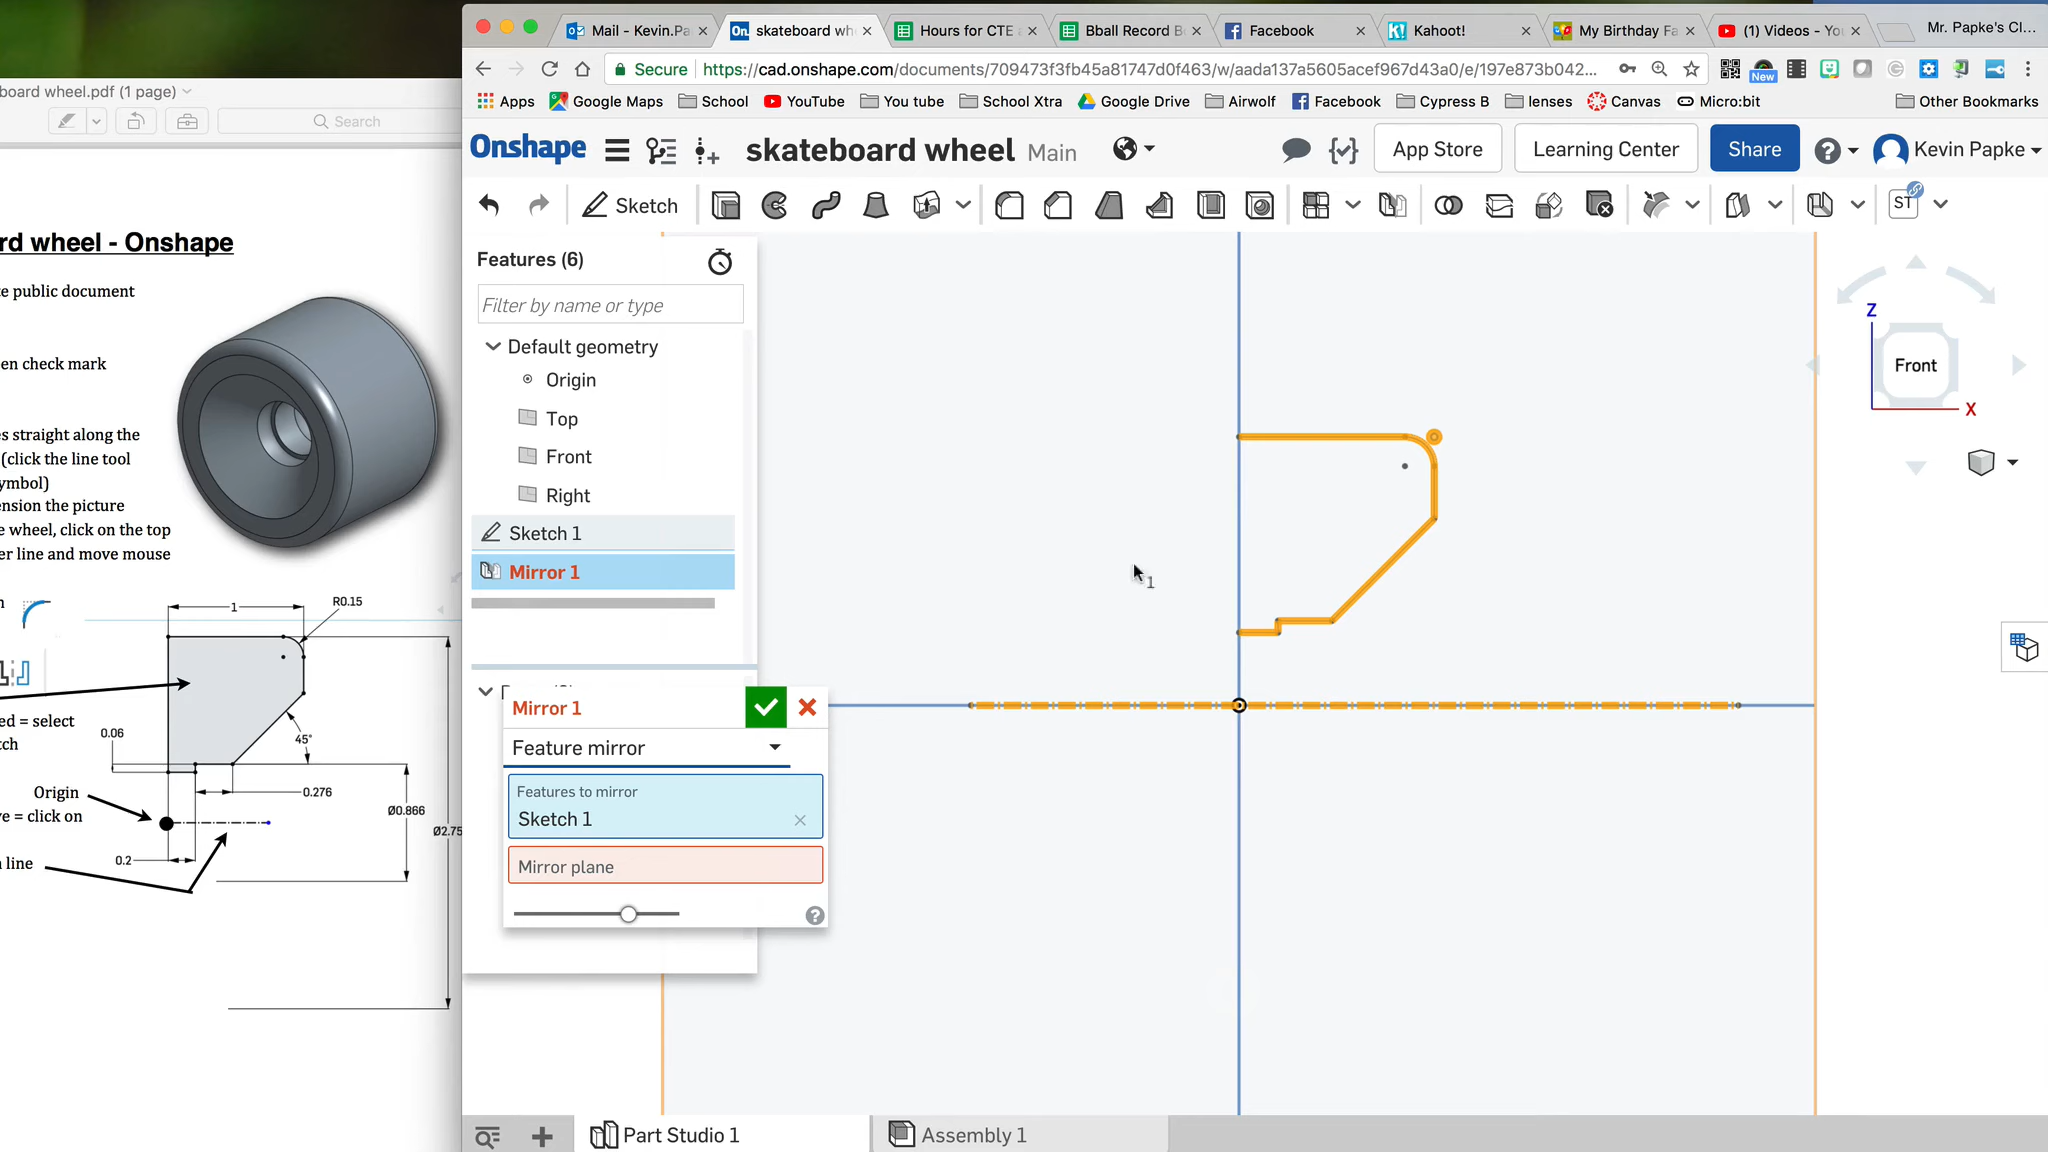 Mail - Kevin.Pa
skateboard wh
Hours for CTE
Bball Record B
Facebook
Kahoot!
My Birthday Fa
(1) Videos - Yo
Mr. Papke's Cl...
Secure https://cad.onshape.com/documents/709473f3fb45a81747d0f463/w/aada137a5605acef967d43a0/e/197e873b042...
New
Apps Google Maps School YouTube You tube School Xtra Google Drive Airwolf Facebook Cypress B lenses Canvas Micro:bit Other Bookmarks
board wheel.pdf (1 page)
Search
Onshape skateboard wheel Main App Store Learning Center Share Kevin Papke
Sketch
ST
rd wheel - Onshape
te public document
en check mark
es straight along the
(click the line tool
ymbol)
ension the picture
e wheel, click on the top
er line and move mouse
n
1
R0.15
ed = select
tch
0.06
45°
0.276
Origin
Ø0.866
ve = click on
Ø2.75
0.2
line
Features (6)
Filter by name or type
Default geometry
Origin
Top
Front
Right
Sketch 1
Mirror 1
Mirror 1
Feature mirror
Features to mirror
Sketch 1
Mirror plane
1
Z
Front
X
Part Studio 1
Assembly 1